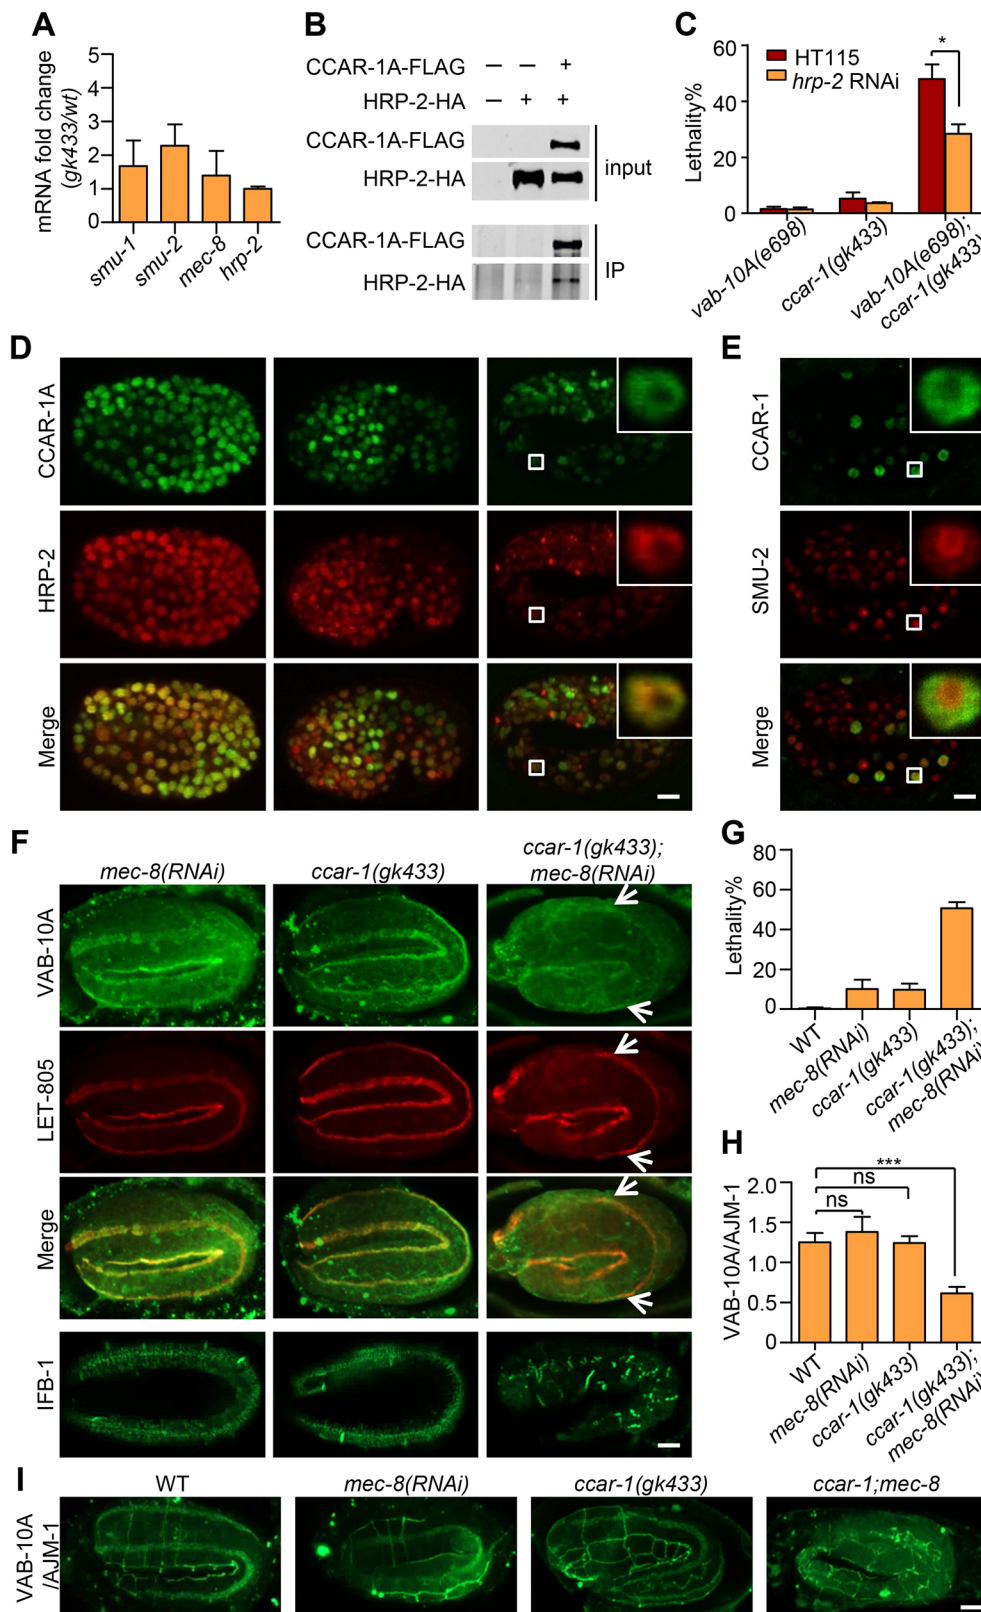 A
mRNA fold change
(gk433/wt)
5
4
3
2
1
0
smu-1
smu-2
mec-8
hrp-2
B
CCAR-1A-FLAG — — +
HRP-2-HA — + +
CCAR-1A-FLAG
HRP-2-HA
input
CCAR-1A-FLAG
HRP-2-HA
IP
C
Lethality%
60
40
20
0
HT115
hrp-2 RNAi
*
vab-10A(e698)
ccar-1(gk433)
vab-10A(e698);
ccar-1(gk433)
D
CCAR-1A
HRP-2
Merge
E
CCAR-1
SMU-2
Merge
F
mec-8(RNAi)
ccar-1(gk433)
ccar-1(gk433);
mec-8(RNAi)
VAB-10A
LET-805
Merge
IFB-1
G
Lethality%
80
60
40
20
0
WT
mec-8(RNAi)
ccar-1(gk433)
ccar-1(gk433);
mec-8(RNAi)
H
VAB-10A/AJM-1
2.0
1.5
1.0
0.5
0
***
ns
ns
WT
mec-8(RNAi)
ccar-1(gk433)
ccar-1(gk433);
mec-8(RNAi)
I
WT
mec-8(RNAi)
ccar-1(gk433)
ccar-1;mec-8
VAB-10A
/AJM-1